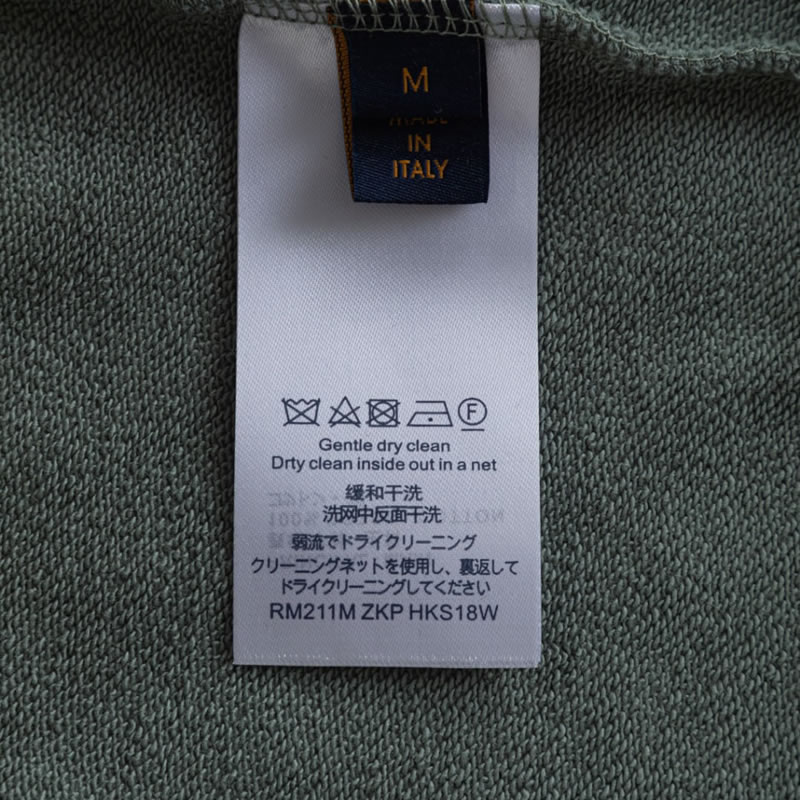 M
MADE
IN
ITALY
F
Gentle dry clean
Drty clean inside out in a net
缓和干洗
洗网中反面干洗
弱流でドライクリーニング
クリーニングネットを使用し、裏返して
ドライクリーニングしてください
RM211M ZKP HKS18W